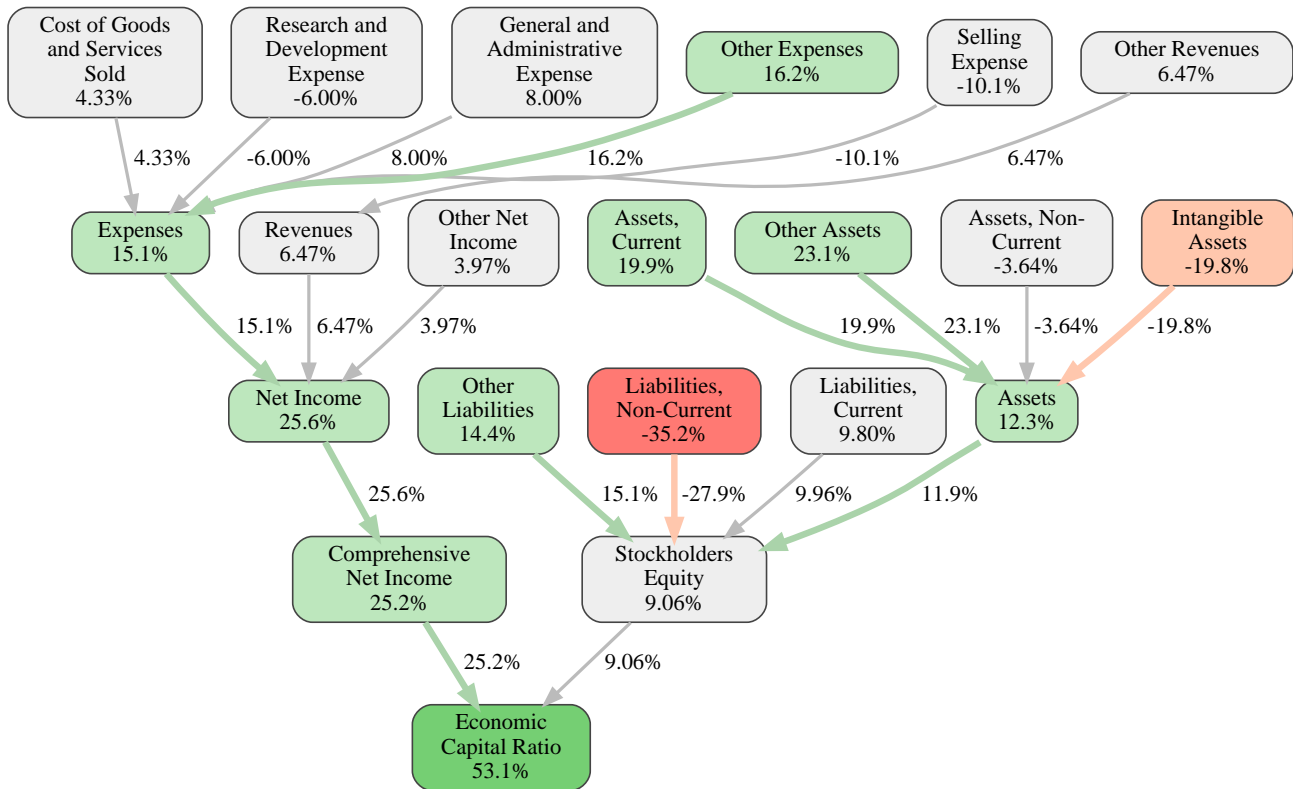 Cost of Goods
and Services
Sold
4.33%
Research and
Development
Expense
-6.00%
General and
Administrative
Expense
8.00%
Other Expenses
16.2%
Selling
Expense
-10.1%
Other Revenues
6.47%
4.33%
-6.00%
8.00%
16.2%
-10.1%
6.47%
Expenses
15.1%
Revenues
6.47%
Other Net
Income
3.97%
Assets,
Current
19.9%
Other Assets
23.1%
Assets, Non-
Current
-3.64%
Intangible
Assets
-19.8%
15.1%
6.47%
3.97%
19.9%
23.1%
-3.64%
-19.8%
Net Income
25.6%
Other
Liabilities
14.4%
Liabilities,
Non-Current
-35.2%
Liabilities,
Current
9.80%
Assets
12.3%
25.6%
15.1%
-27.9%
9.96%
11.9%
Comprehensive
Net Income
25.2%
Stockholders
Equity
9.06%
25.2%
9.06%
Economic
Capital Ratio
53.1%